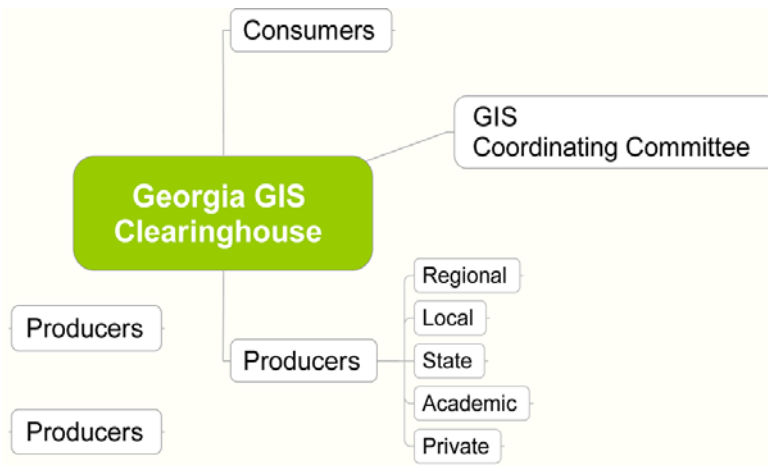 Consumers
GIS
Coordinating Committee
Georgia GIS
Clearinghouse
Regional
Local
Producers
Producers
State
Academic
Producers
Private